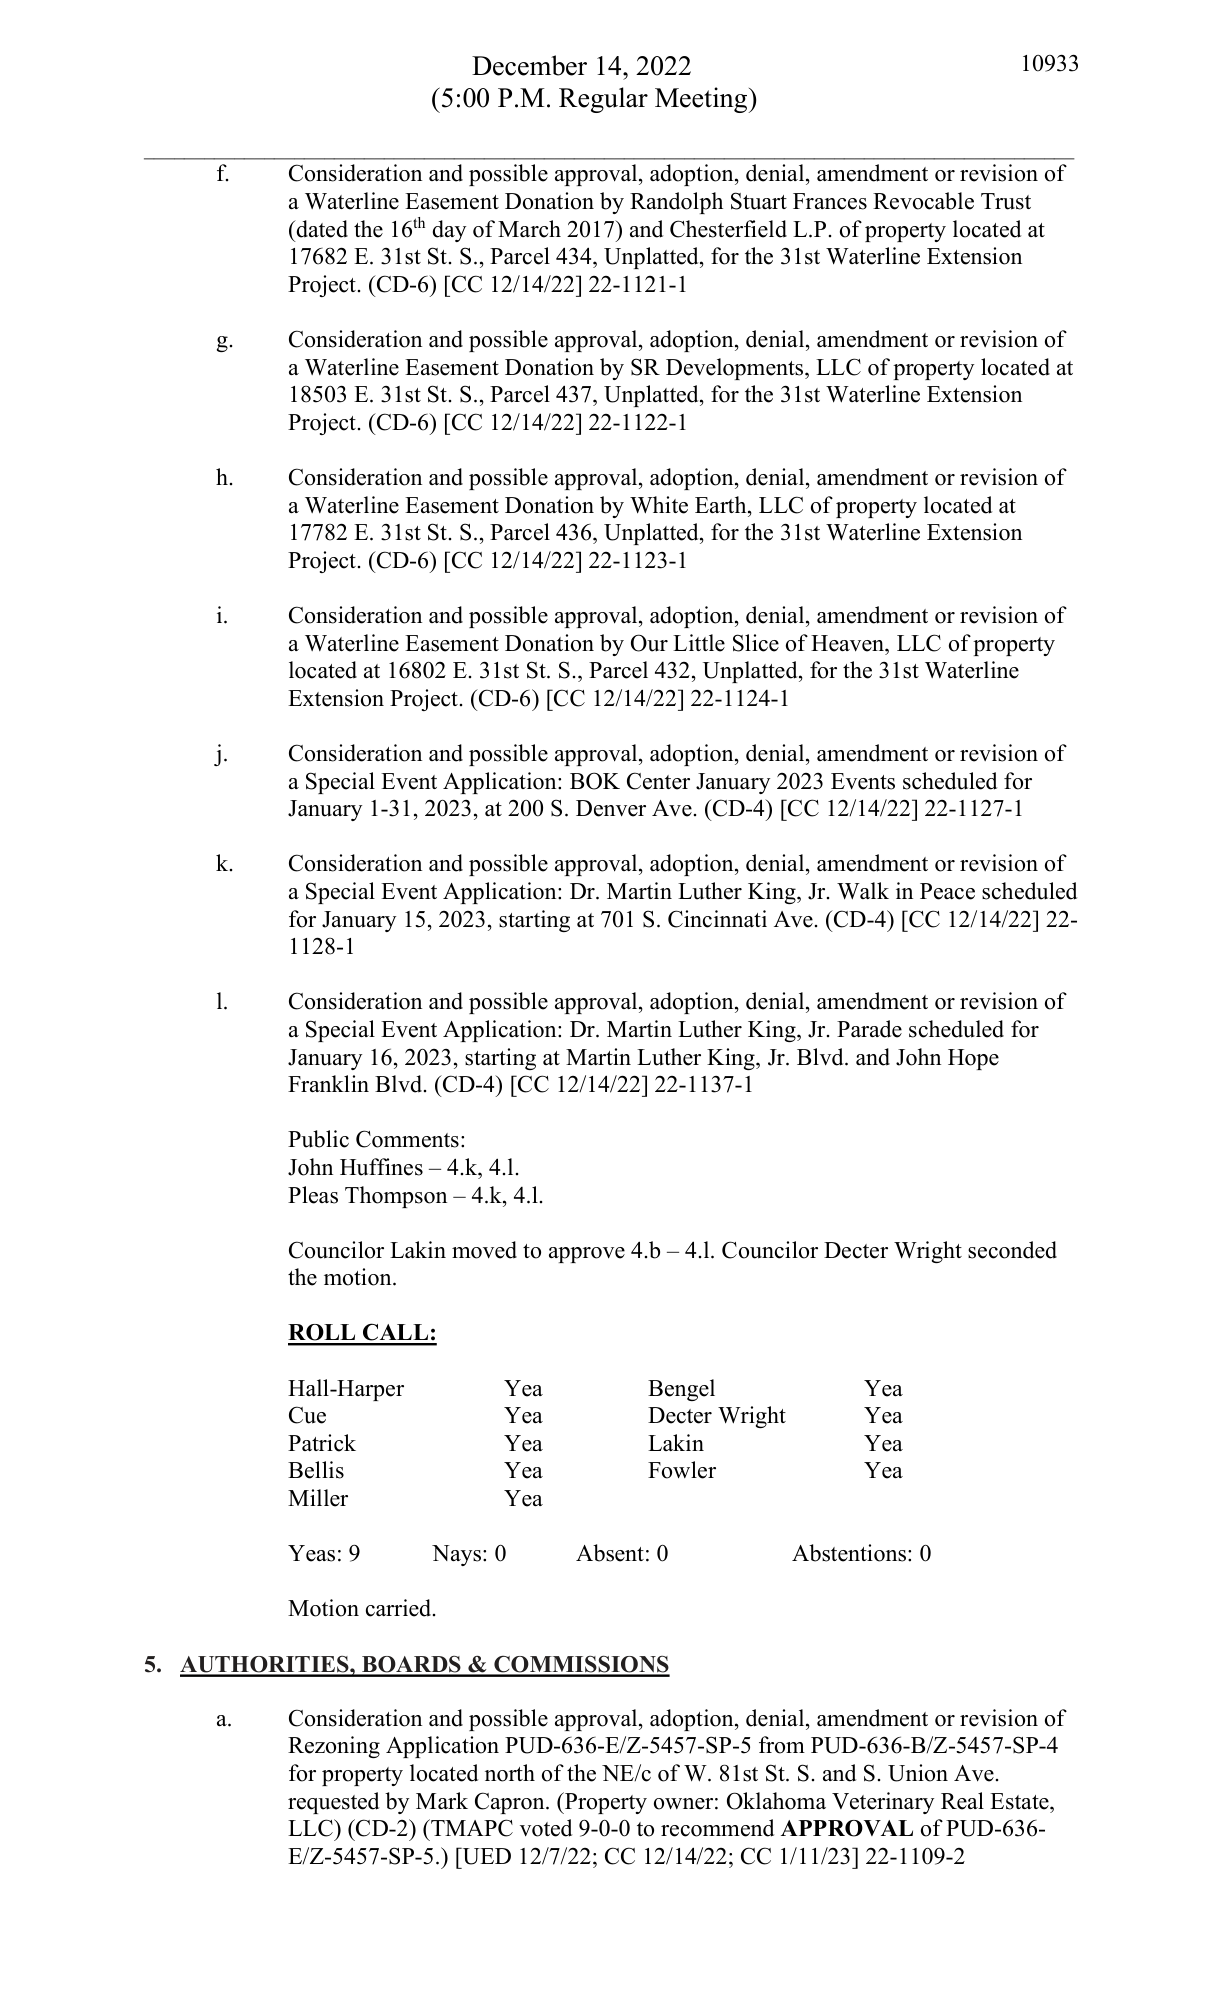 December 14, 2022
10933
(5:00 P.M. Regular Meeting)
f. Consideration and possible approval, adoption, denial, amendment or revision of
a Waterline Easement Donation by Randolph Stuart Frances Revocable Trust
(dated the 16th day of March 2017) and Chesterfield L.P. of property located at
17682 E. 31st St. S., Parcel 434, Unplatted, for the 31st Waterline Extension
Project. (CD-6) [CC 12/14/22] 22-1121-1
g. Consideration and possible approval, adoption, denial, amendment or revision of
a Waterline Easement Donation by SR Developments, LLC of property located at
18503 E. 31st St. S., Parcel 437, Unplatted, for the 31st Waterline Extension
Project. (CD-6) [CC 12/14/22] 22-1122-1
h. Consideration and possible approval, adoption, denial, amendment or revision of
a Waterline Easement Donation by White Earth, LLC of property located at
17782 E. 31st St. S., Parcel 436, Unplatted, for the 31st Waterline Extension
Project. (CD-6) [CC 12/14/22] 22-1123-1
i. Consideration and possible approval, adoption, denial, amendment or revision of
a Waterline Easement Donation by Our Little Slice of Heaven, LLC of property
located at 16802 E. 31st St. S., Parcel 432, Unplatted, for the 31st Waterline
Extension Project. (CD-6) [CC 12/14/22] 22-1124-1
j. Consideration and possible approval, adoption, denial, amendment or revision of
a Special Event Application: BOK Center January 2023 Events scheduled for
January 1-31, 2023, at 200 S. Denver Ave. (CD-4) [CC 12/14/22] 22-1127-1
k. Consideration and possible approval, adoption, denial, amendment or revision of
a Special Event Application: Dr. Martin Luther King, Jr. Walk in Peace scheduled
for January 15, 2023, starting at 701 S. Cincinnati Ave. (CD-4) [CC 12/14/22] 22-
1128-1
l. Consideration and possible approval, adoption, denial, amendment or revision of
a Special Event Application: Dr. Martin Luther King, Jr. Parade scheduled for
January 16, 2023, starting at Martin Luther King, Jr. Blvd. and John Hope
Franklin Blvd. (CD-4) [CC 12/14/22] 22-1137-1
Public Comments:
John Huffines – 4.k, 4.l.
Pleas Thompson – 4.k, 4.l.
Councilor Lakin moved to approve 4.b – 4.l. Councilor Decter Wright seconded
the motion.
ROLL CALL:
Hall-Harper Yea Bengel Yea
Cue Yea Decter Wright Yea
Patrick Yea Lakin Yea
Bellis Yea Fowler Yea
Miller Yea
Yeas: 9 Nays: 0 Absent: 0 Abstentions: 0
Motion carried.
5. AUTHORITIES, BOARDS & COMMISSIONS
a. Consideration and possible approval, adoption, denial, amendment or revision of
Rezoning Application PUD-636-E/Z-5457-SP-5 from PUD-636-B/Z-5457-SP-4
for property located north of the NE/c of W. 81st St. S. and S. Union Ave.
requested by Mark Capron. (Property owner: Oklahoma Veterinary Real Estate,
LLC) (CD-2) (TMAPC voted 9-0-0 to recommend APPROVAL of PUD-636-
E/Z-5457-SP-5.) [UED 12/7/22; CC 12/14/22; CC 1/11/23] 22-1109-2